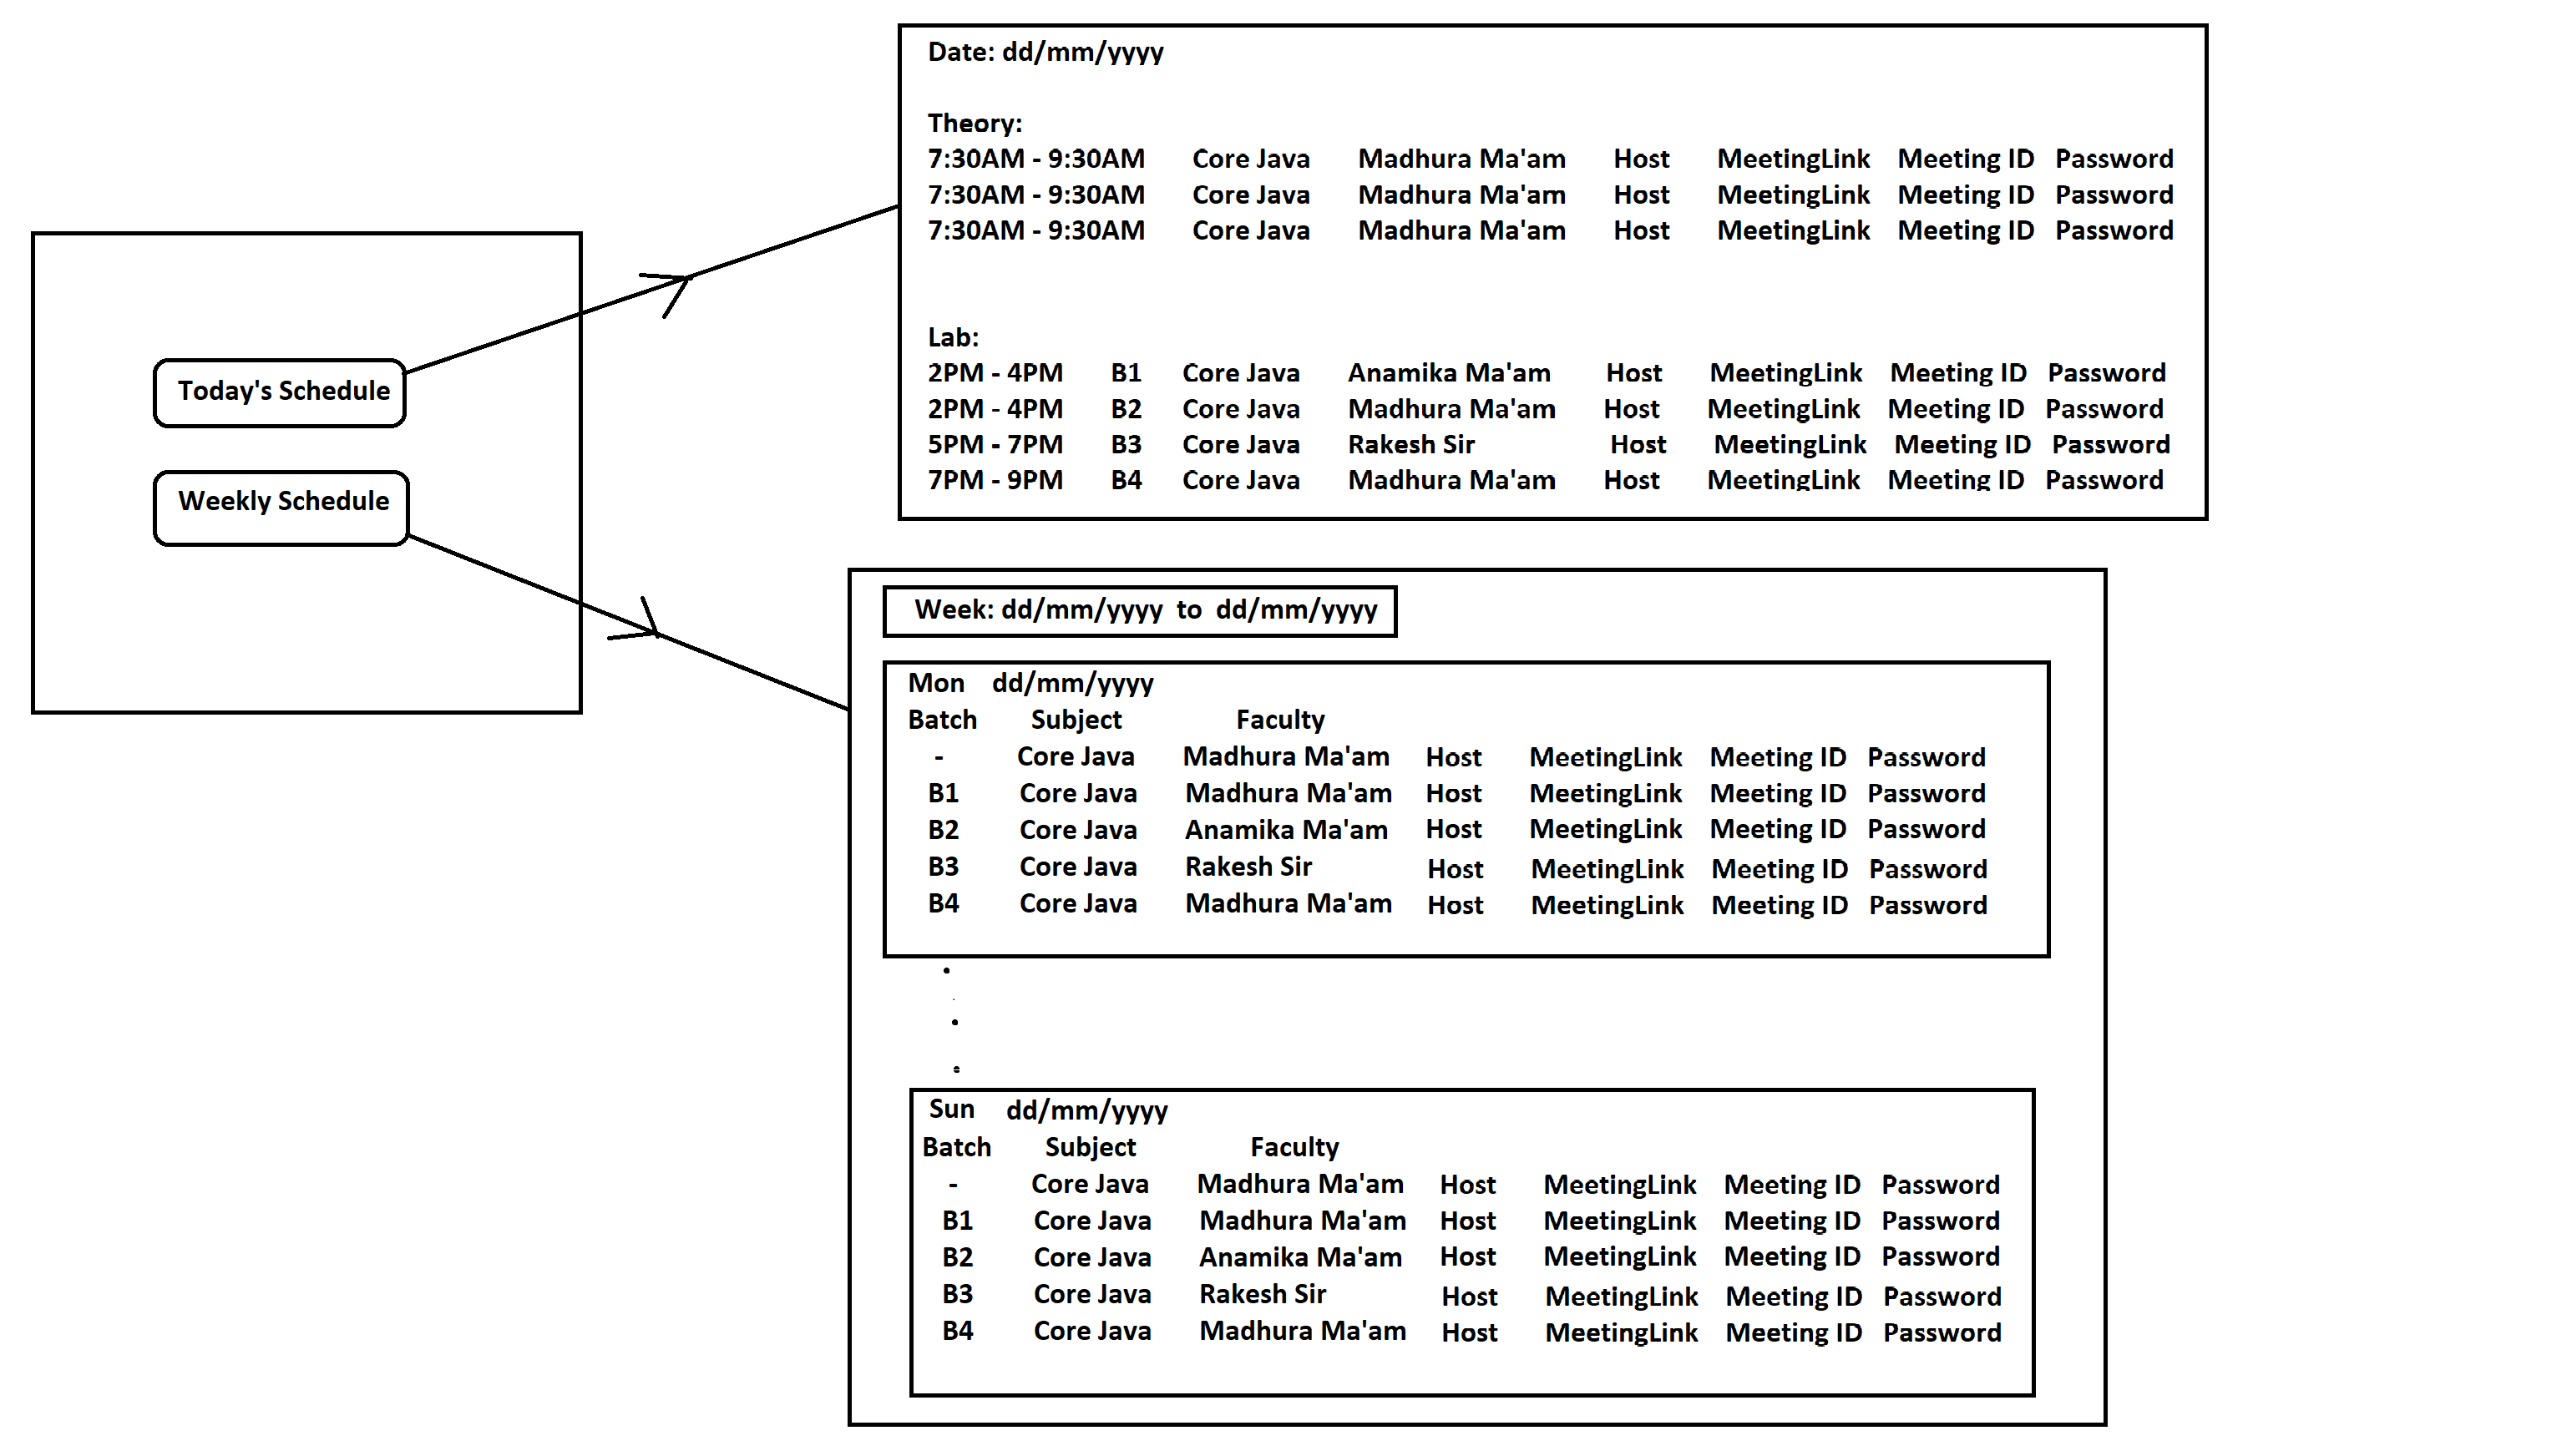 Today's Schedule
Weekly Schedule
Date: dd/mm/yyyy
Theory:
7:30AM - 9:30AM Core Java Madhura Ma'am Host MeetingLink Meeting ID Password
7:30AM - 9:30AM Core Java Madhura Ma'am Host MeetingLink Meeting ID Password
7:30AM - 9:30AM Core Java Madhura Ma'am Host MeetingLink Meeting ID Password
Lab:
2PM - 4PM B1 Core Java Anamika Ma'am Host MeetingLink Meeting ID Password
2PM - 4PM B2 Core Java Madhura Ma'am Host MeetingLink Meeting ID Password
5PM - 7PM B3 Core Java Rakesh Sir Host MeetingLink Meeting ID Password
7PM - 9PM B4 Core Java Madhura Ma'am Host MeetingLink Meeting ID Password
Week: dd/mm/yyyy to dd/mm/yyyy
Mon dd/mm/yyyy
Batch Subject Faculty
- Core Java Madhura Ma'am Host MeetingLink Meeting ID Password
B1 Core Java Madhura Ma'am Host MeetingLink Meeting ID Password
B2 Core Java Anamika Ma'am Host MeetingLink Meeting ID Password
B3 Core Java Rakesh Sir Host MeetingLink Meeting ID Password
B4 Core Java Madhura Ma'am Host MeetingLink Meeting ID Password
Sun dd/mm/yyyy
Batch Subject Faculty
- Core Java Madhura Ma'am Host MeetingLink Meeting ID Password
B1 Core Java Madhura Ma'am Host MeetingLink Meeting ID Password
B2 Core Java Anamika Ma'am Host MeetingLink Meeting ID Password
B3 Core Java Rakesh Sir Host MeetingLink Meeting ID Password
B4 Core Java Madhura Ma'am Host MeetingLink Meeting ID Password